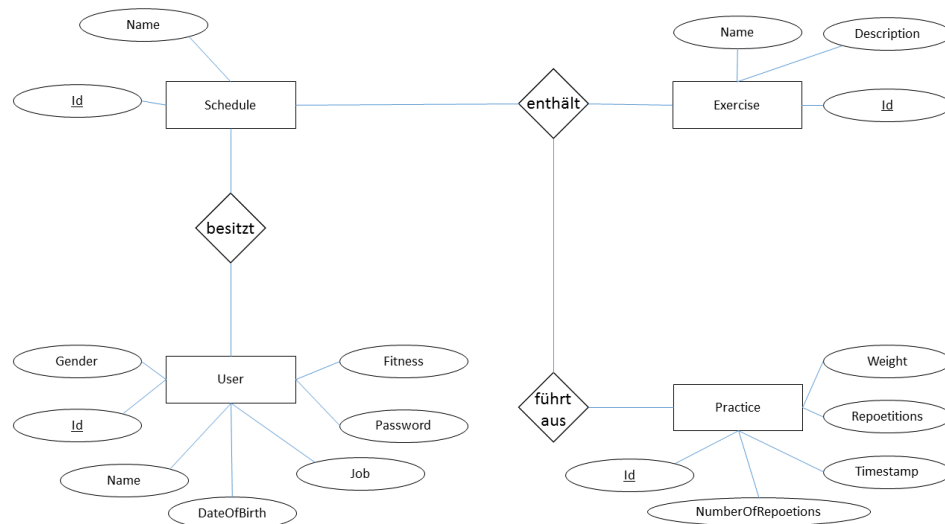 Name
Name
Description
Id
Schedule
enthält
Exercise
Id
besitzt
Gender
User
Fitness
Id
Password
Name
Job
DateOfBirth
führt
aus
Practice
Weight
Repoetitions
Timestamp
Id
NumberOfRepoetions